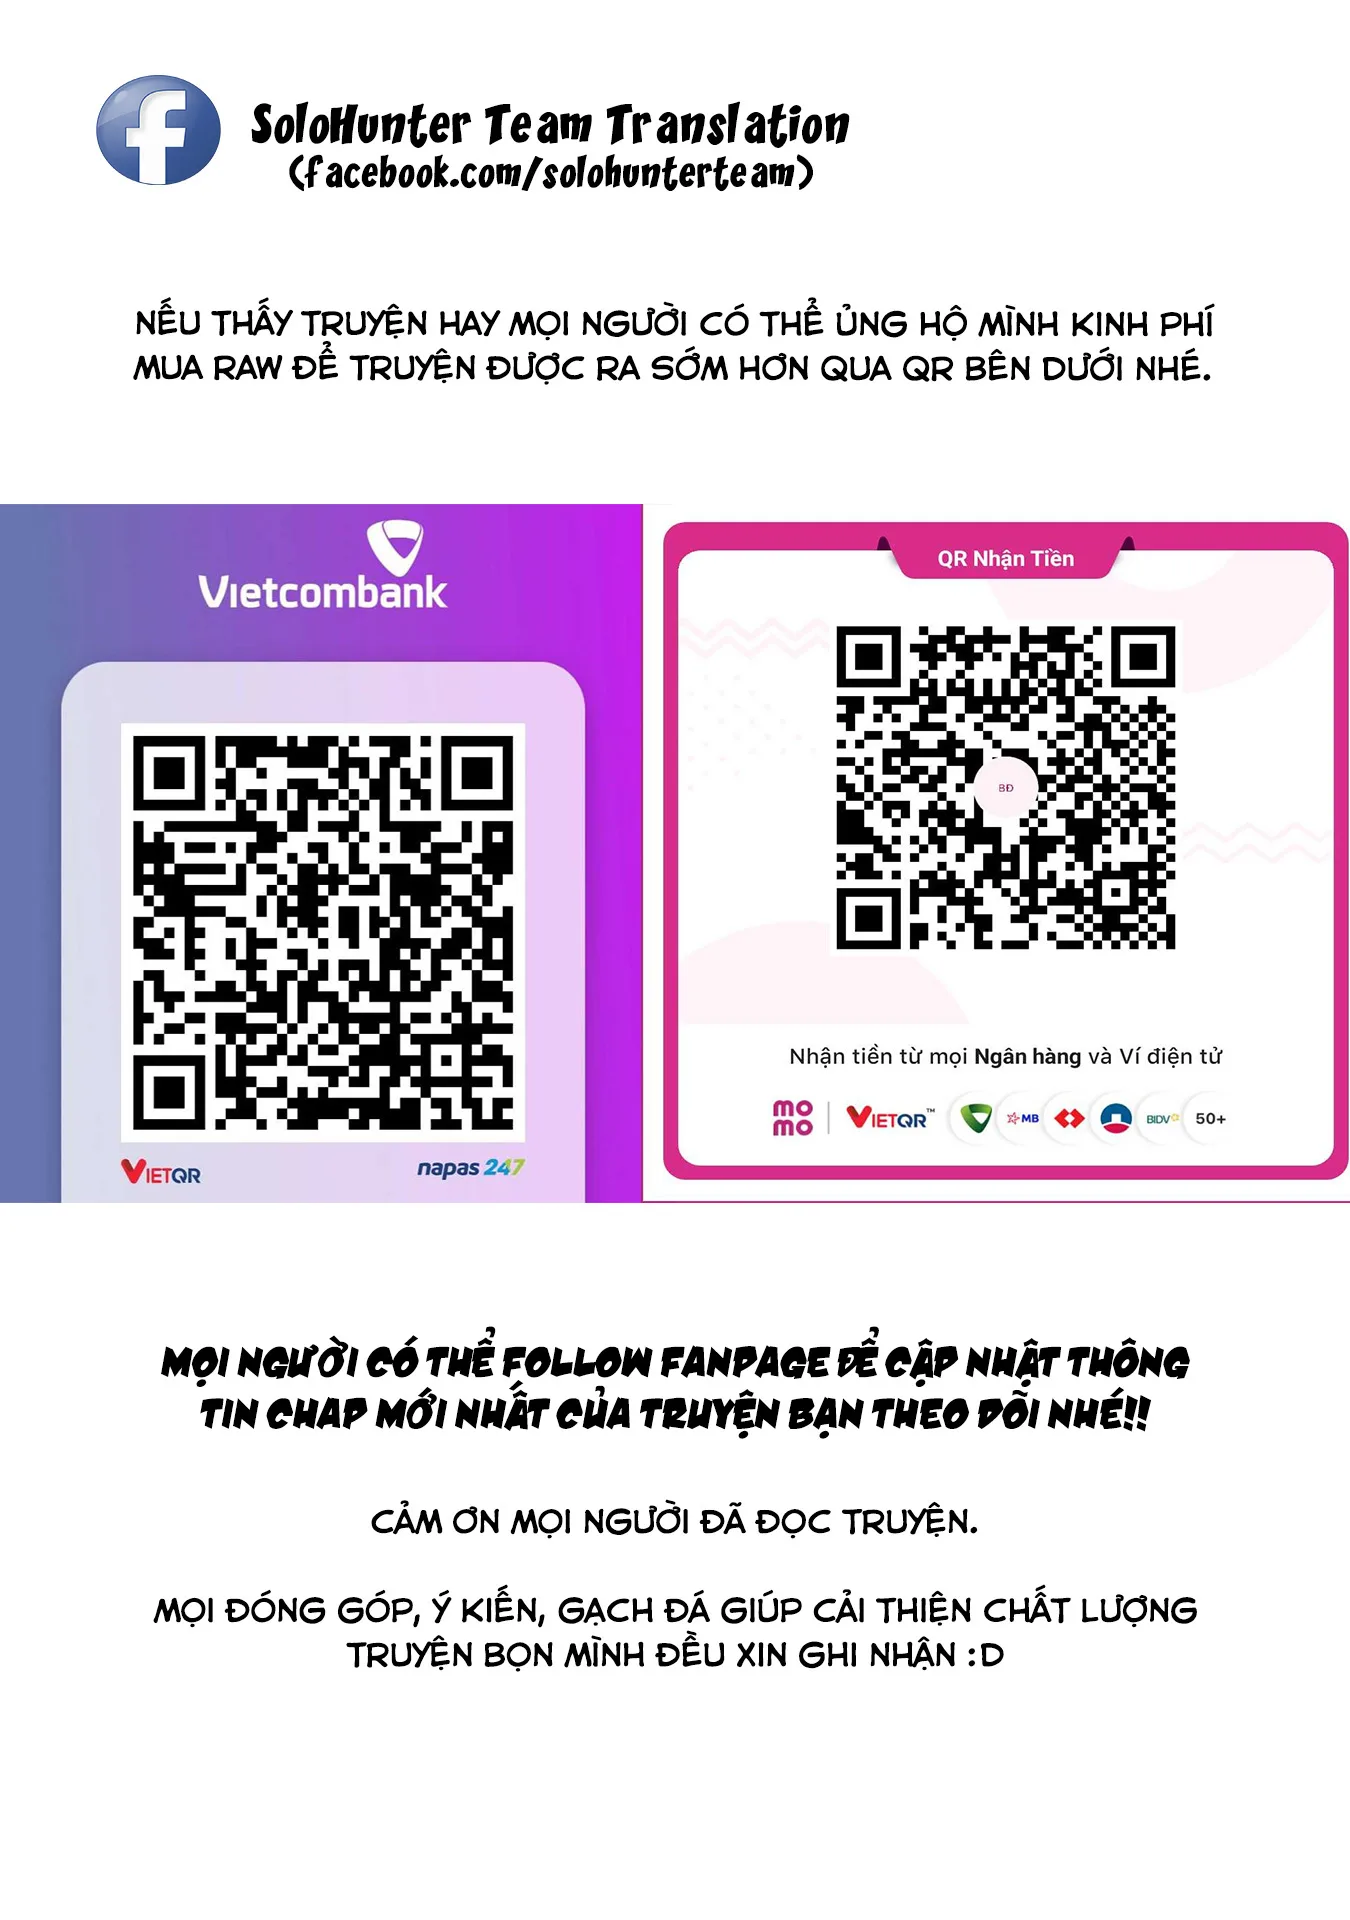 SoloHunter Team Translation
(facebook.com/solohunterteam)
NẾU THẤY TRUYỆN HAY MỌI NGƯỜI CÓ THỂ ỦNG HỘ MÌNH KINH PHÍ
MUA RAW ĐỂ TRUYỆN ĐƯỢC RA SỚM HƠN QUA QR BÊN DƯỚI NHÉ.
Vietcombank
VIETQR
napas 247
QR Nhận Tiền
BĐ
Nhận tiền từ mọi Ngân hàng và Ví điện tử
mo
mo
VIETQR™
MB
BIDV
50+
MỌI NGƯỜI CÓ THỂ FOLLOW FANPAGE ĐỂ CẬP NHẬT THÔNG
TIN CHAP MỚI NHẤT CỦA TRUYỆN BẠN THEO DÕI NHÉ!!
CẢM ƠN MỌI NGƯỜI ĐÃ ĐỌC TRUYỆN.
MỌI ĐÓNG GÓP, Ý KIẾN, GẠCH ĐÁ GIÚP CẢI THIỆN CHẤT LƯỢNG
TRUYỆN BỌN MÌNH ĐỀU XIN GHI NHẬN :D